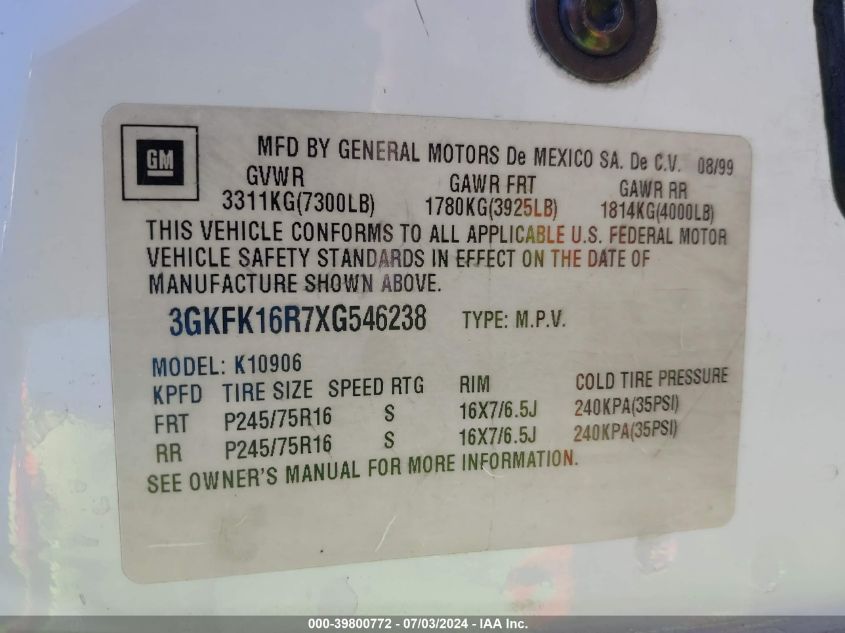 GM
MFD BY GENERAL MOTORS De MEXICO SA. De C.V. 08/99
GVWR GAWR FRT GAWR RR
3311KG(7300LB) 1780KG(3925LB) 1814KG(4000LB)
THIS VEHICLE CONFORMS TO ALL APPLICABLE U.S. FEDERAL MOTOR
VEHICLE SAFETY STANDARDS IN EFFECT ON THE DATE OF
MANUFACTURE SHOWN ABOVE.
3GKFK16R7XG546238 TYPE: M.P.V.
MODEL: K10906
KPFD TIRE SIZE SPEED RTG RIM COLD TIRE PRESSURE
FRT P245/75R16 S 16X7/6.5J 240KPA(35PSI)
RR P245/75R16 S 16X7/6.5J 240KPA(35PSI)
SEE OWNER'S MANUAL FOR MORE INFORMATION.
000-39800772 - 07/03/2024 - IAA Inc.